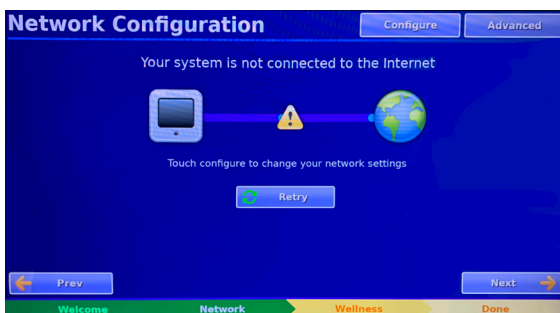 Network Configuration
Configure
Advanced
Your system is not connected to the Internet
Touch configure to change your network settings
Retry
Prev
Next
Welcome
Network
Wellness
Done